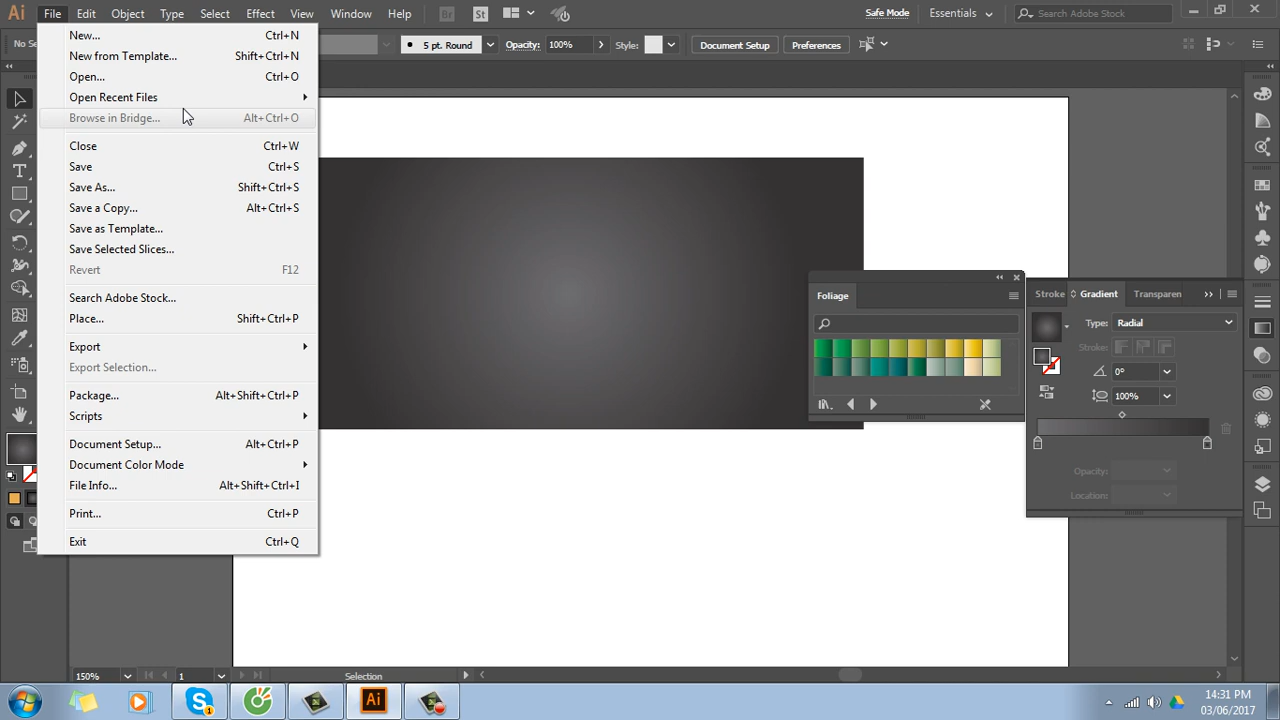 Ai File Edit Object Type Select Effect View Window Help Br St Safe Mode Essentials Search Adobe Stock
No Se 5 pt. Round Opacity: 100% Style: Document Setup Preferences
New... Ctrl+N
New from Template... Shift+Ctrl+N
Open... Ctrl+O
Open Recent Files
Browse in Bridge... Alt+Ctrl+O
Close Ctrl+W
Save Ctrl+S
Save As... Shift+Ctrl+S
Save a Copy... Alt+Ctrl+S
Save as Template...
Save Selected Slices...
Revert F12
Search Adobe Stock...
Place... Shift+Ctrl+P
Export
Export Selection...
Package... Alt+Shift+Ctrl+P
Scripts
Document Setup... Alt+Ctrl+P
Document Color Mode
File Info... Alt+Shift+Ctrl+I
Print... Ctrl+P
Exit Ctrl+Q
Foliage
Stroke Gradient Transparen
Type: Radial
Stroke:
0°
100%
Opacity:
Location:
150% 1 Selection
S 1 Ai 14:31 PM
03/06/2017